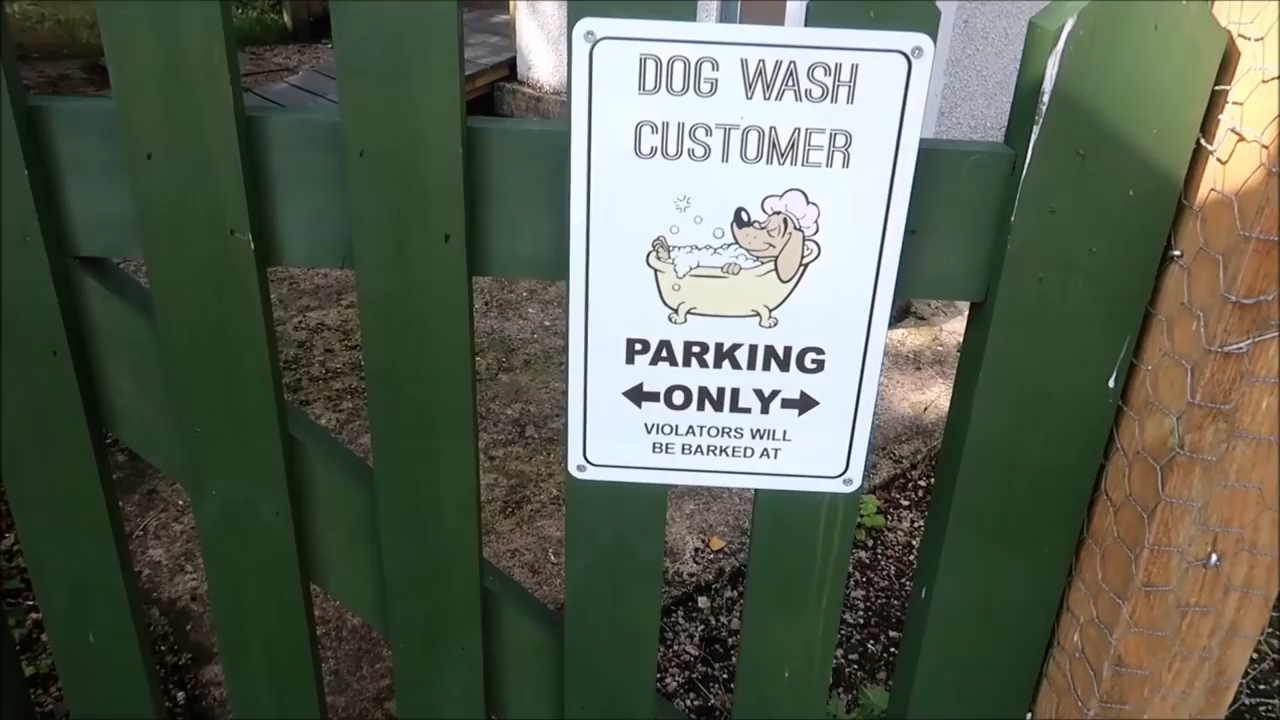 DOG WASH
CUSTOMER
PARKING
ONLY
VIOLATORS WILL
BE BARKED AT